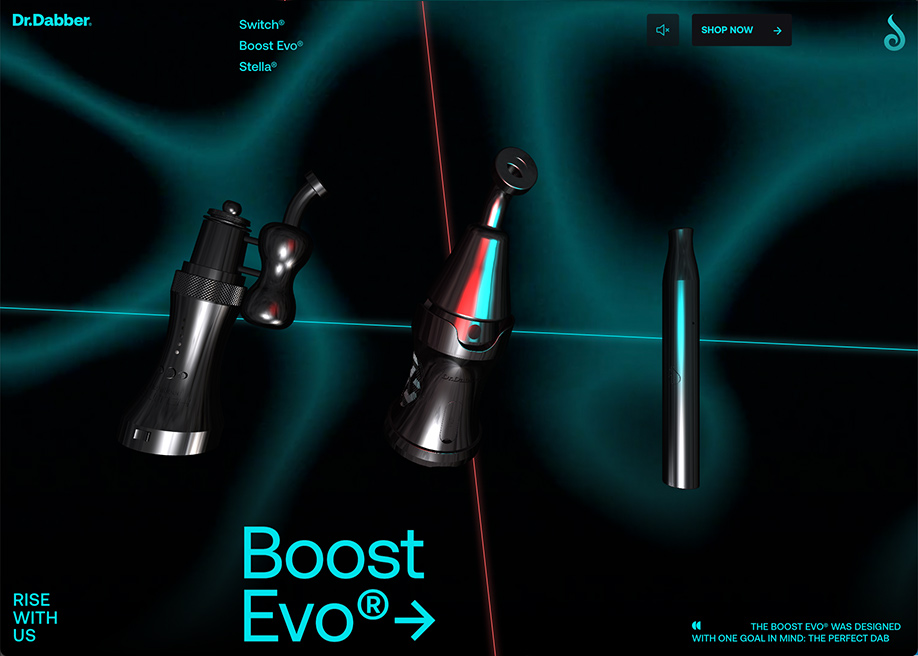 Dr.Dabber®
Switch®
Boost Evo®
Stella®
SHOP NOW
Boost
Evo®
RISE
WITH
US
THE BOOST EVO® WAS DESIGNED
WITH ONE GOAL IN MIND: THE PERFECT DAB